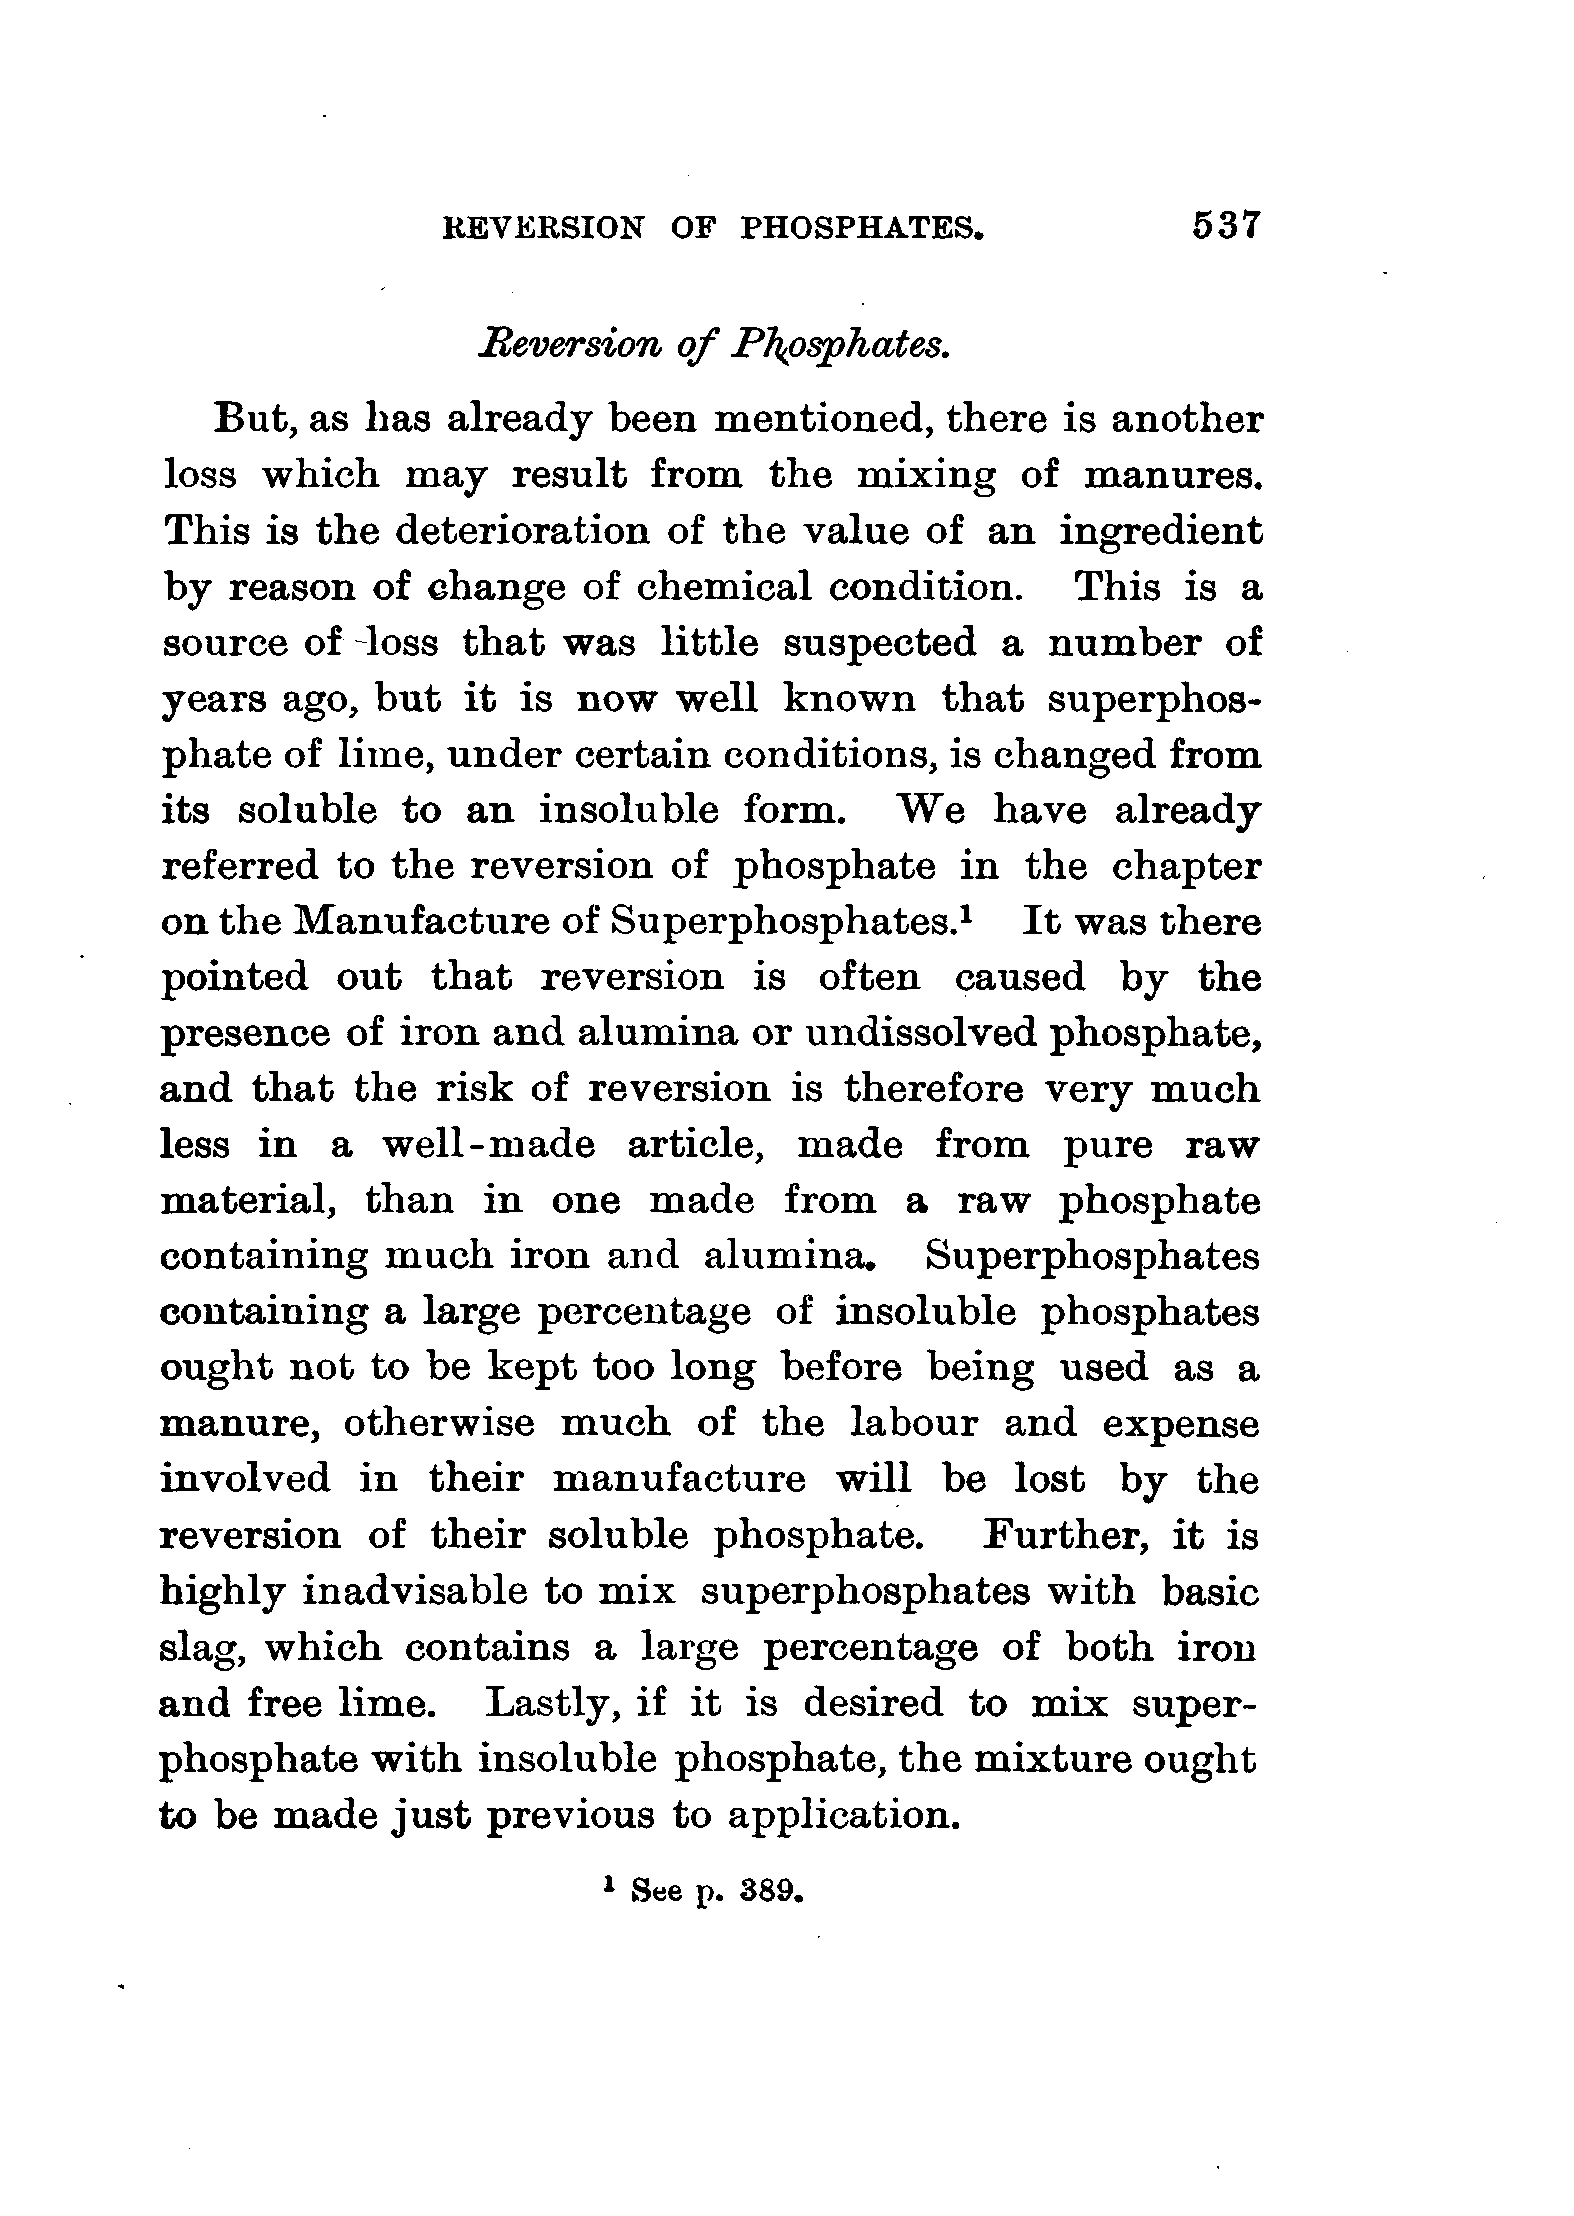 REVERSION OF PHOSPHATES. 537
Reversion of Phosphates.
But, as has already been mentioned, there is another
loss which may result from the mixing of manures.
This is the deterioration of the value of an ingredient
by reason of change of chemical condition. This is a
source of loss that was little suspected a number of
years ago, but it is now well known that superphos-
phate of lime, under certain conditions, is changed from
its soluble to an insoluble form. We have already
referred to the reversion of phosphate in the chapter
on the Manufacture of Superphosphates.¹ It was there
pointed out that reversion is often caused by the
presence of iron and alumina or undissolved phosphate,
and that the risk of reversion is therefore very much
less in a well-made article, made from pure raw
material, than in one made from a raw phosphate
containing much iron and alumina. Superphosphates
containing a large percentage of insoluble phosphates
ought not to be kept too long before being used as a
manure, otherwise much of the labour and expense
involved in their manufacture will be lost by the
reversion of their soluble phosphate. Further, it is
highly inadvisable to mix superphosphates with basic
slag, which contains a large percentage of both iron
and free lime. Lastly, if it is desired to mix super-
phosphate with insoluble phosphate, the mixture ought
to be made just previous to application.
¹ See p. 389.